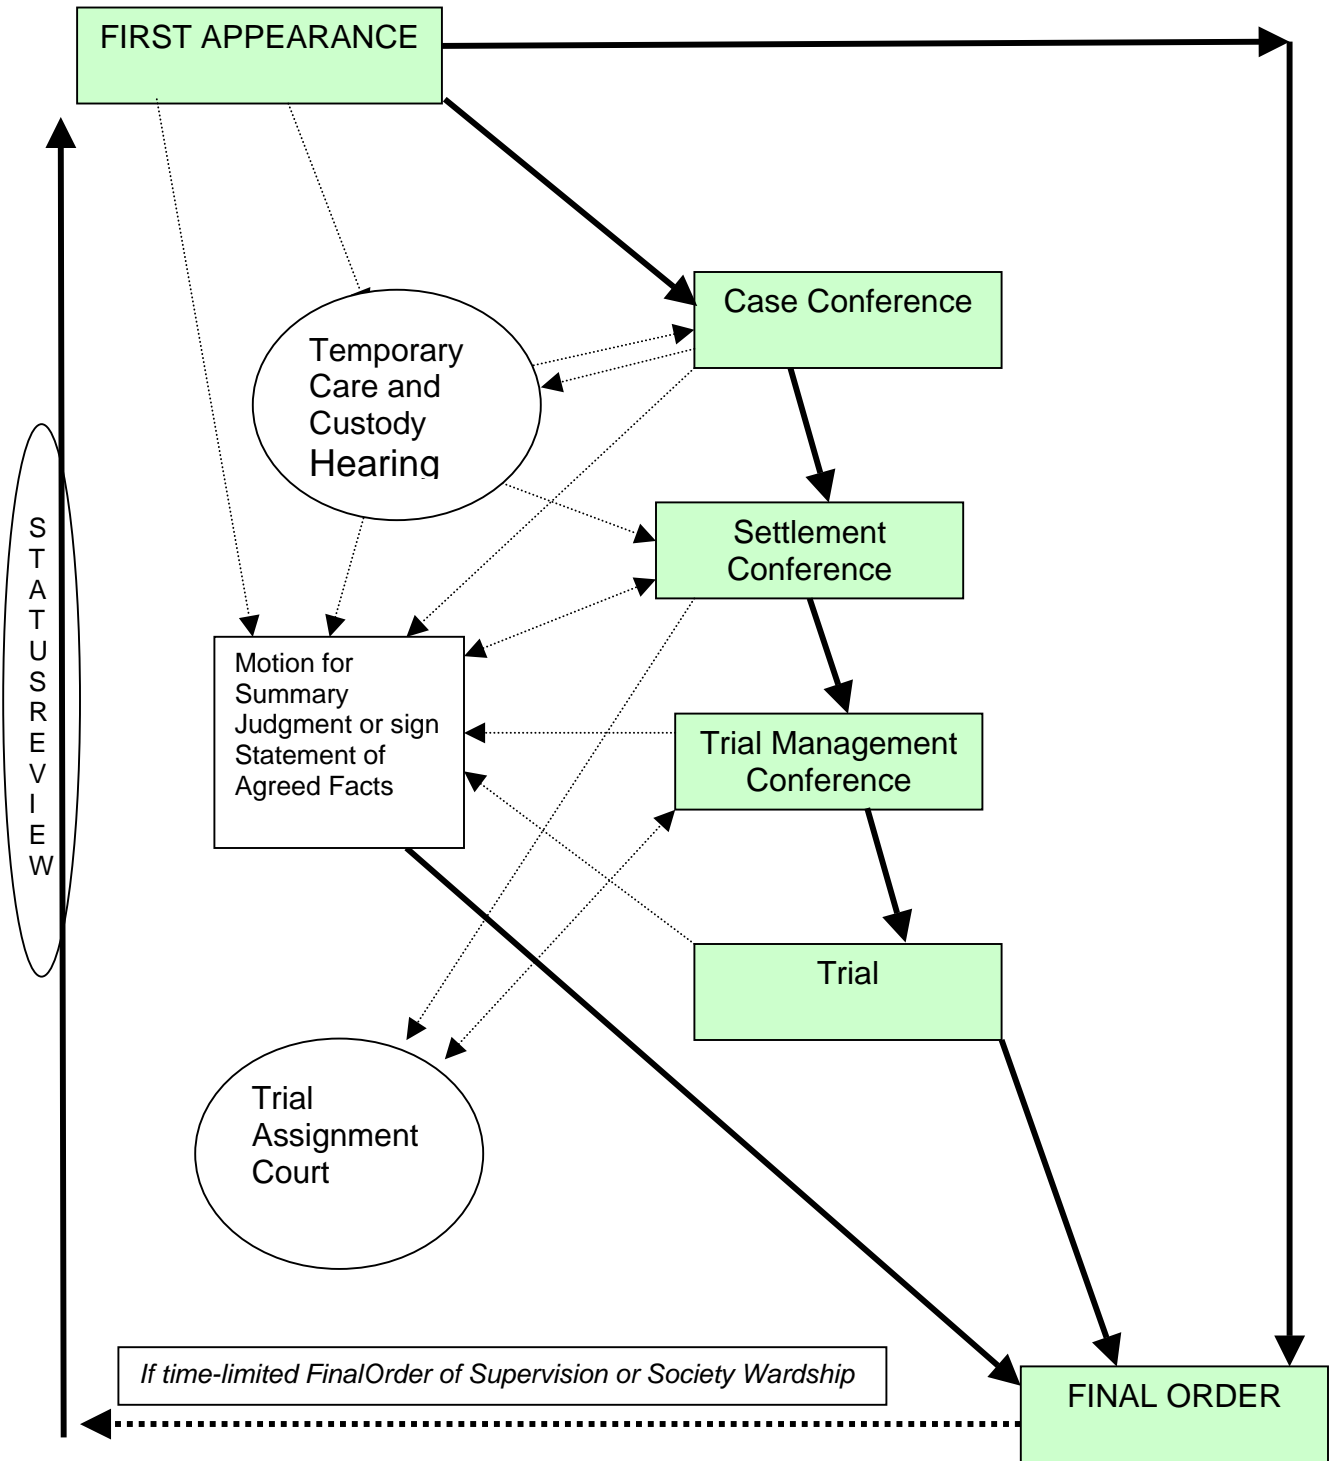 FIRST APPEARANCE
Case Conference
Temporary
Care and
Custody
Hearing
Settlement
Conference
S
T
A
T
U
S
R
E
V
I
E
W
Motion for
Summary
Judgment or sign
Statement of
Agreed Facts
Trial Management
Conference
Trial
Trial
Assignment
Court
If time-limited FinalOrder of Supervision or Society Wardship
FINAL ORDER